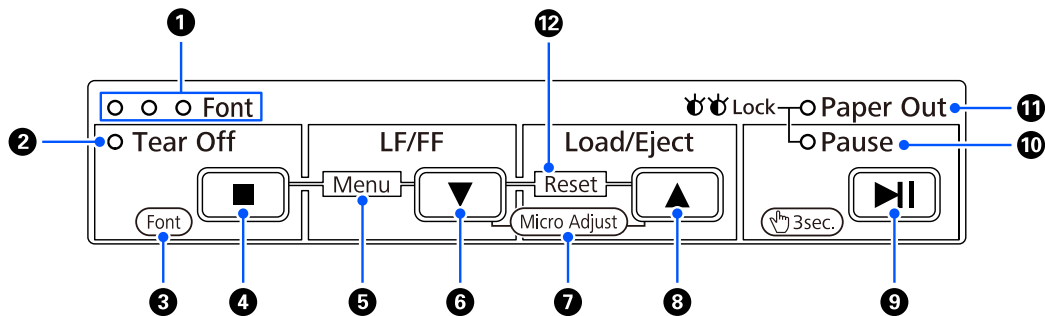 1 12
Font Lock Paper Out 11
2 Tear Off LF/FF Load/Eject Pause 10
Menu Reset
Font Micro Adjust 3sec.
3 4 5 6 7 8 9